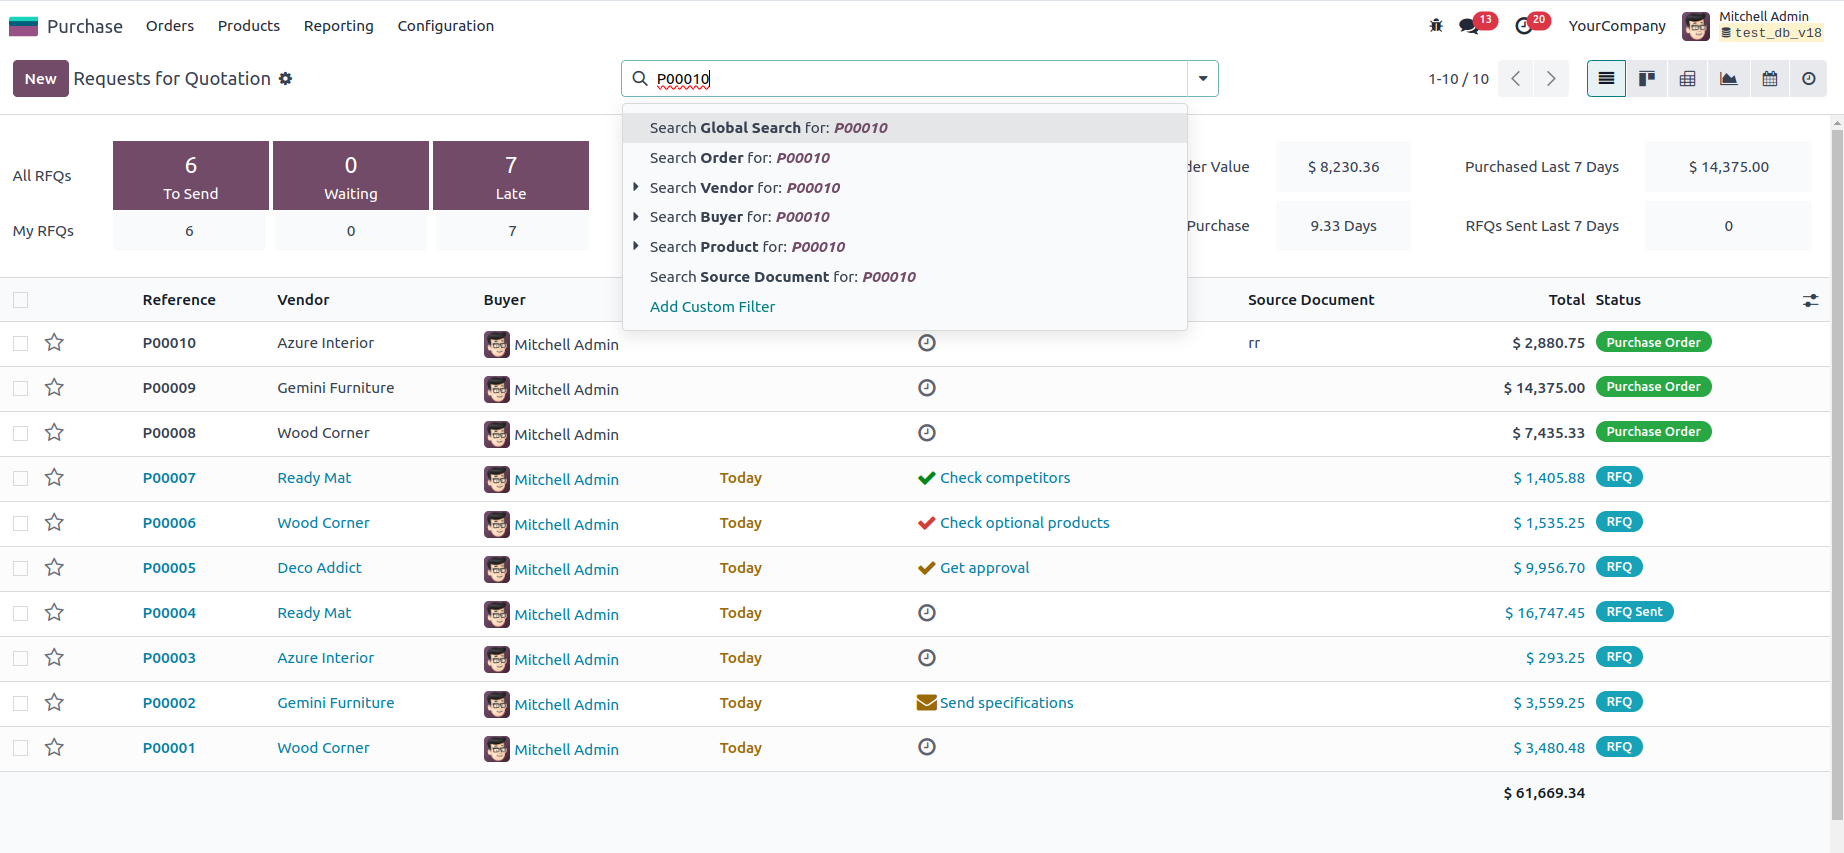 Purchase Orders Products Reporting Configuration 13 20 YourCompany Mitchell Admin
test_db_v18
New Requests for Quotation P00010 1-10 / 10
Search Global Search for: P00010
Search Order for: P00010
Search Vendor for: P00010
Search Buyer for: P00010
Search Product for: P00010
Search Source Document for: P00010
Add Custom Filter
All RFQs 6 To Send 0 Waiting 7 Late
My RFQs 6 0 7
der Value $ 8,230.36 Purchased Last 7 Days $ 14,375.00
Purchase 9.33 Days RFQs Sent Last 7 Days 0
Reference Vendor Buyer Source Document Total Status
P00010 Azure Interior Mitchell Admin rr $ 2,880.75 Purchase Order
P00009 Gemini Furniture Mitchell Admin $ 14,375.00 Purchase Order
P00008 Wood Corner Mitchell Admin $ 7,435.33 Purchase Order
P00007 Ready Mat Mitchell Admin Today Check competitors $ 1,405.88 RFQ
P00006 Wood Corner Mitchell Admin Today Check optional products $ 1,535.25 RFQ
P00005 Deco Addict Mitchell Admin Today Get approval $ 9,956.70 RFQ
P00004 Ready Mat Mitchell Admin Today $ 16,747.45 RFQ Sent
P00003 Azure Interior Mitchell Admin Today $ 293.25 RFQ
P00002 Gemini Furniture Mitchell Admin Today Send specifications $ 3,559.25 RFQ
P00001 Wood Corner Mitchell Admin Today $ 3,480.48 RFQ
$ 61,669.34